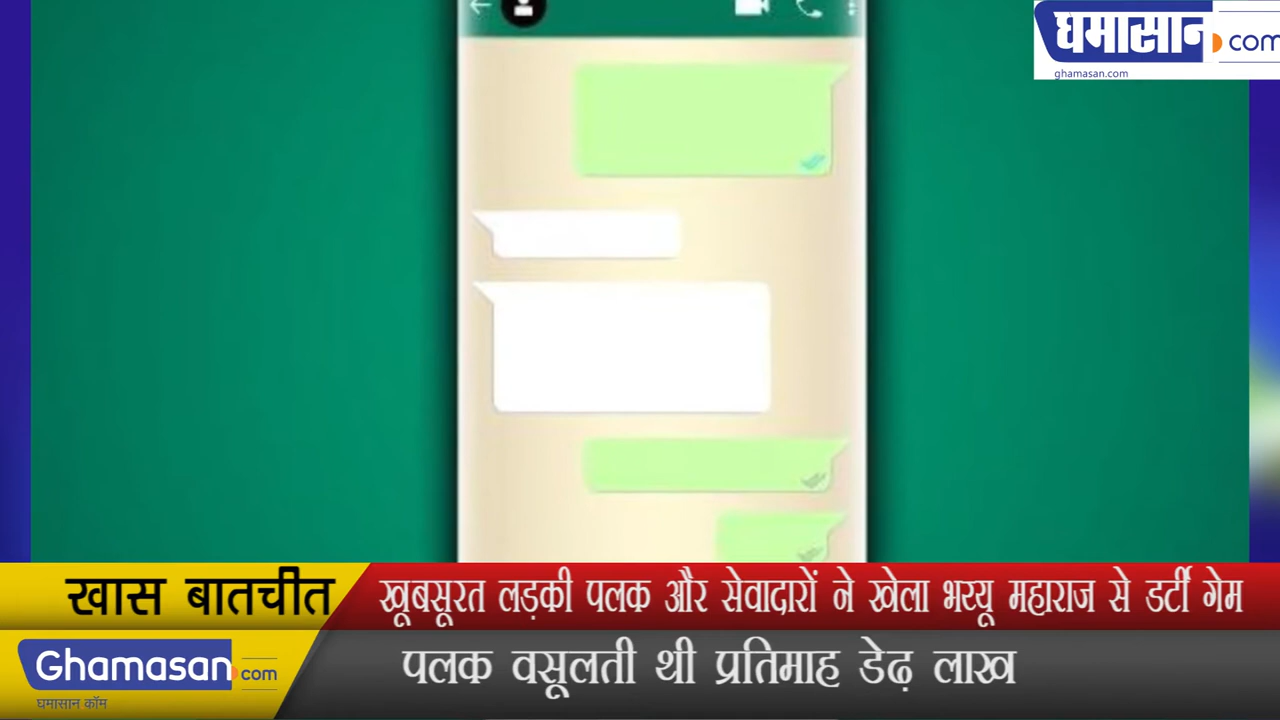 घमासान.com
ghamasan.com
खास बातचीत
खूबसूरत लड़की पलक और सेवादारों ने खेला भय्यू महाराज से डर्टी गेम
पलक वसूलती थी प्रतिमाह डेढ़ लाख
Ghamasan.com
घमासान कॉम